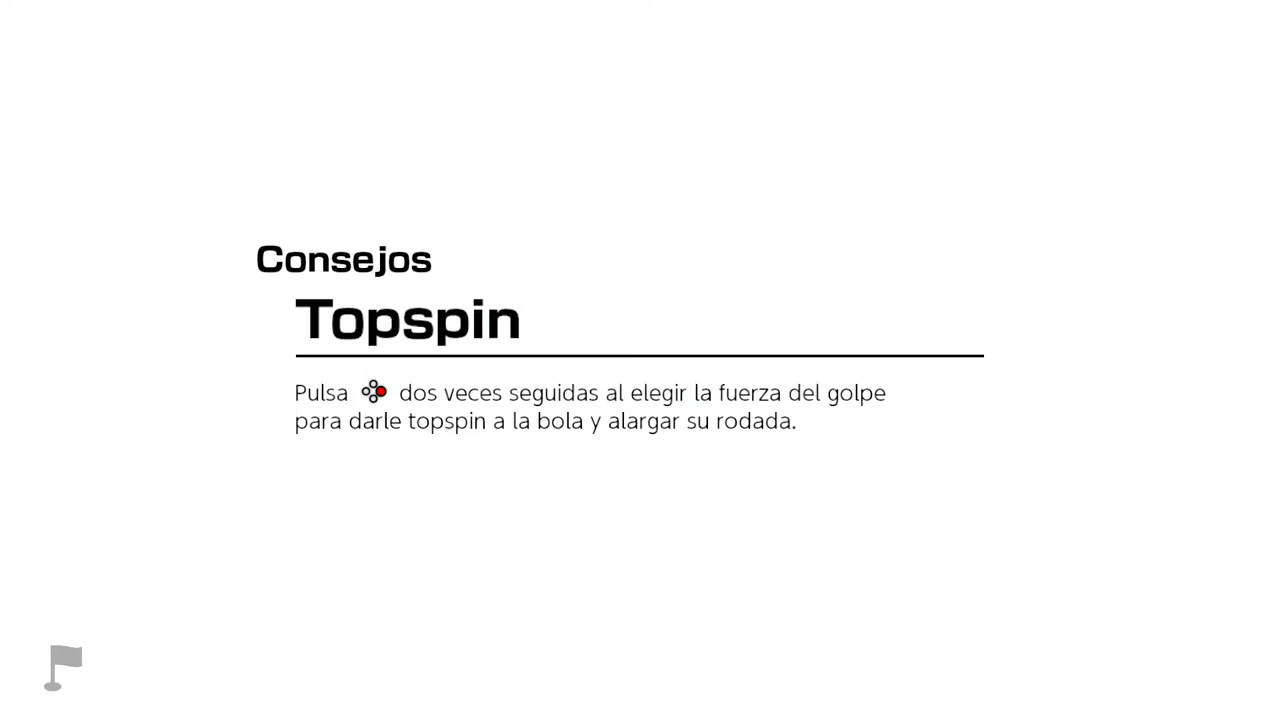 Consejos
Topspin
Pulsa dos veces seguidas al elegir la fuerza del golpe
para darle topspin a la bola y alargar su rodada.